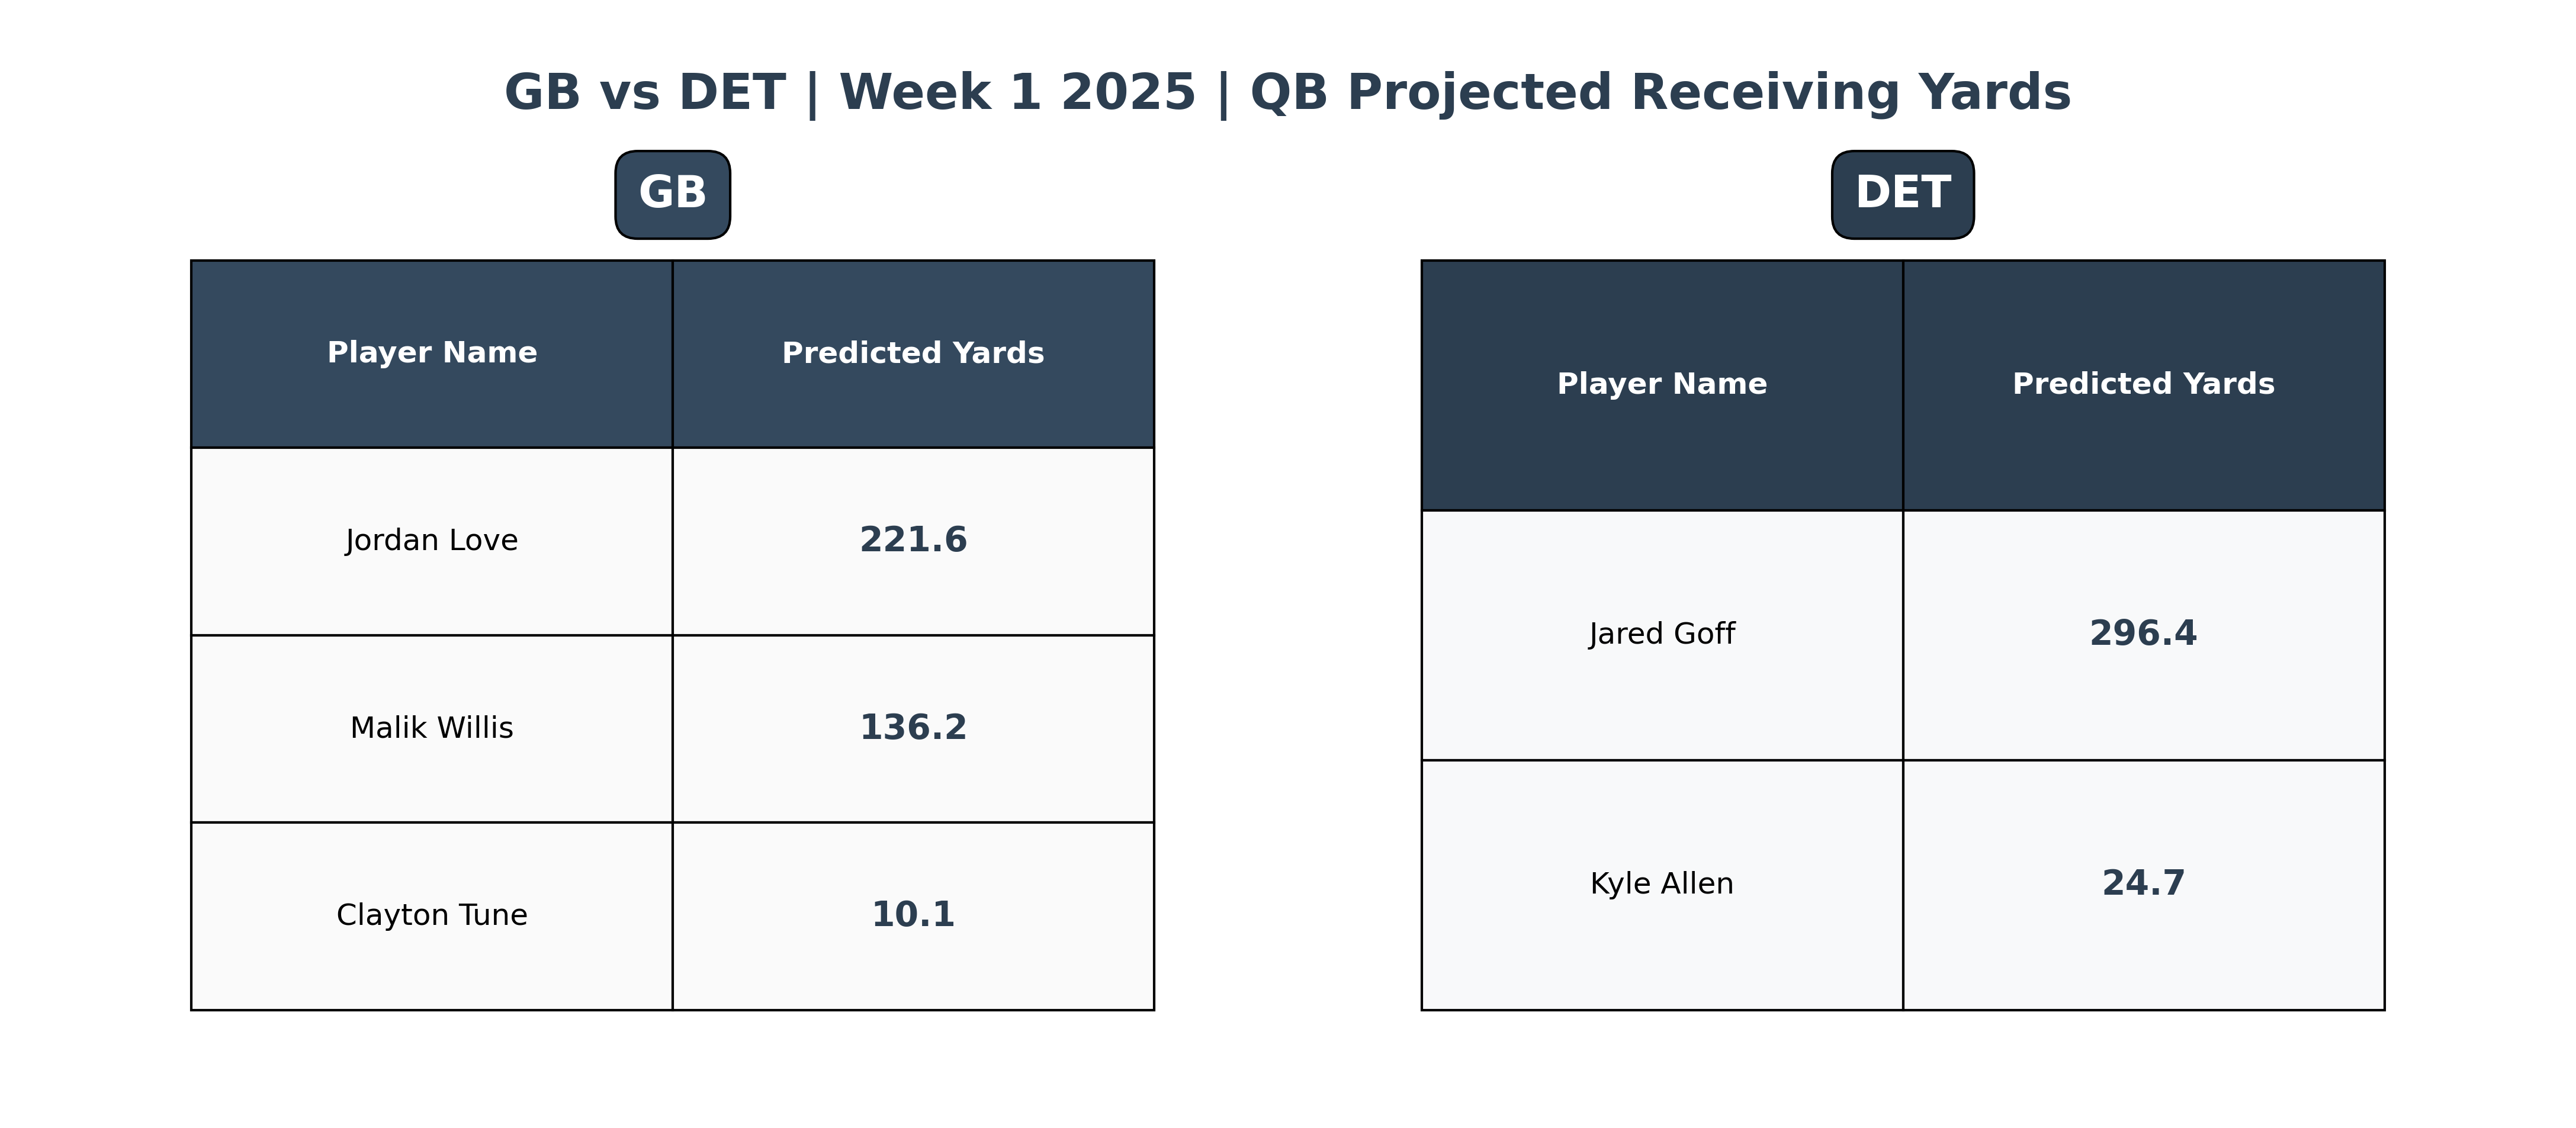 GB vs DET | Week 1 2025 | QB Projected Receiving Yards
GB
Player Name Predicted Yards
Jordan Love 221.6
Malik Willis 136.2
Clayton Tune 10.1
DET
Player Name Predicted Yards
Jared Goff 296.4
Kyle Allen 24.7